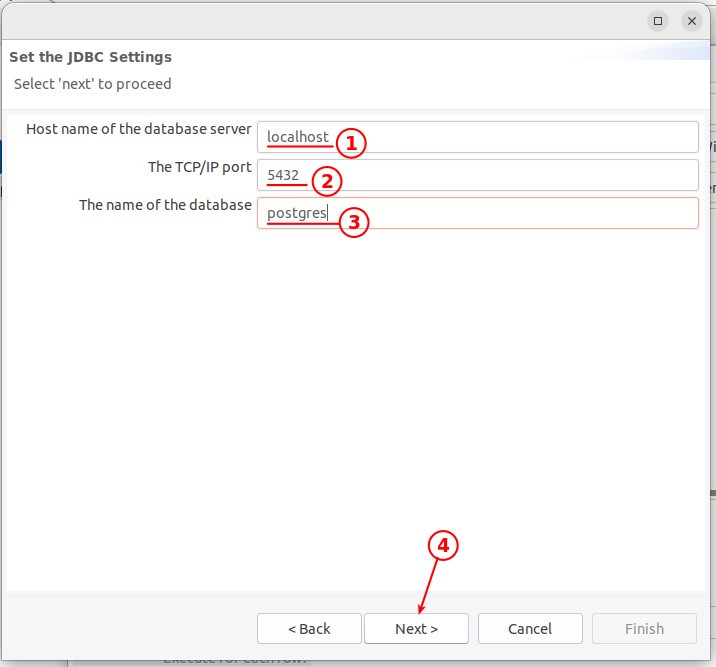 Set the JDBC Settings
Select 'next' to proceed
Host name of the database server localhost 1
The TCP/IP port 5432 2
The name of the database postgres 3
4
< Back Next > Cancel Finish